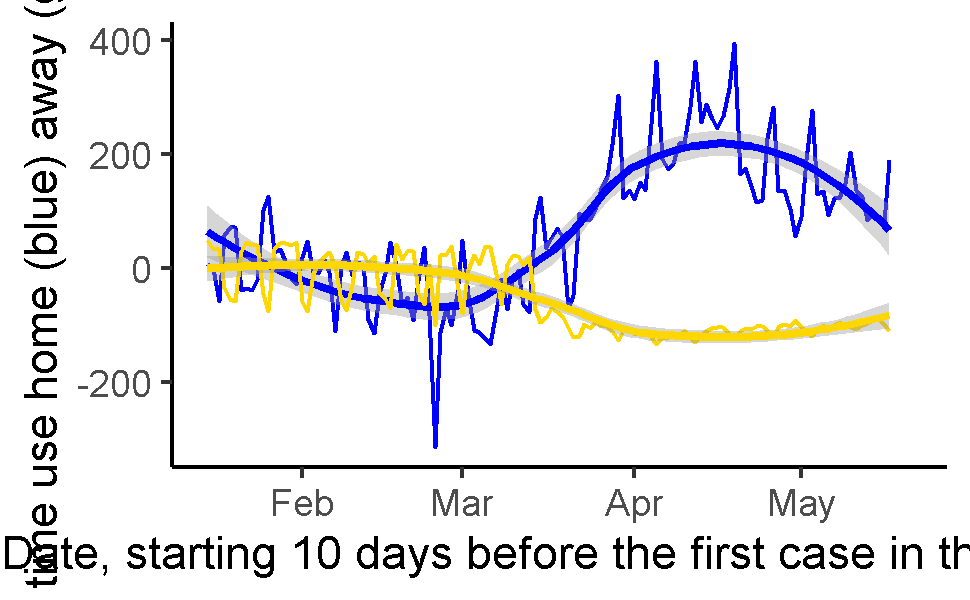 time use home (blue) away (g
400
200
0
-200
Feb Mar Apr May
Date, starting 10 days before the first case in th